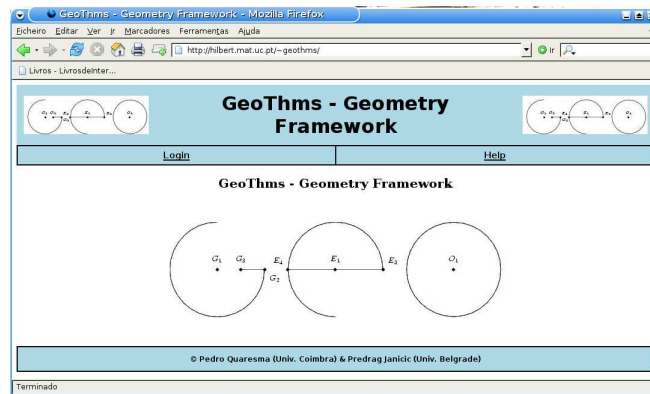 GeoThms - Geometry Framework - Mozilla Firefox
Ficheiro Editar Ver Ir Marcadores Ferramentas Ajuda
http://hilbert.mat.uc.pt/~geothms/ Ir
Livros - LivrosdeInter...
GeoThms - Geometry
Framework
Login Help
GeoThms - Geometry Framework
G1 G3 E4 E1 E3 O1
G2
© Pedro Quaresma (Univ. Coimbra) & Predrag Janicic (Univ. Belgrade)
Terminado